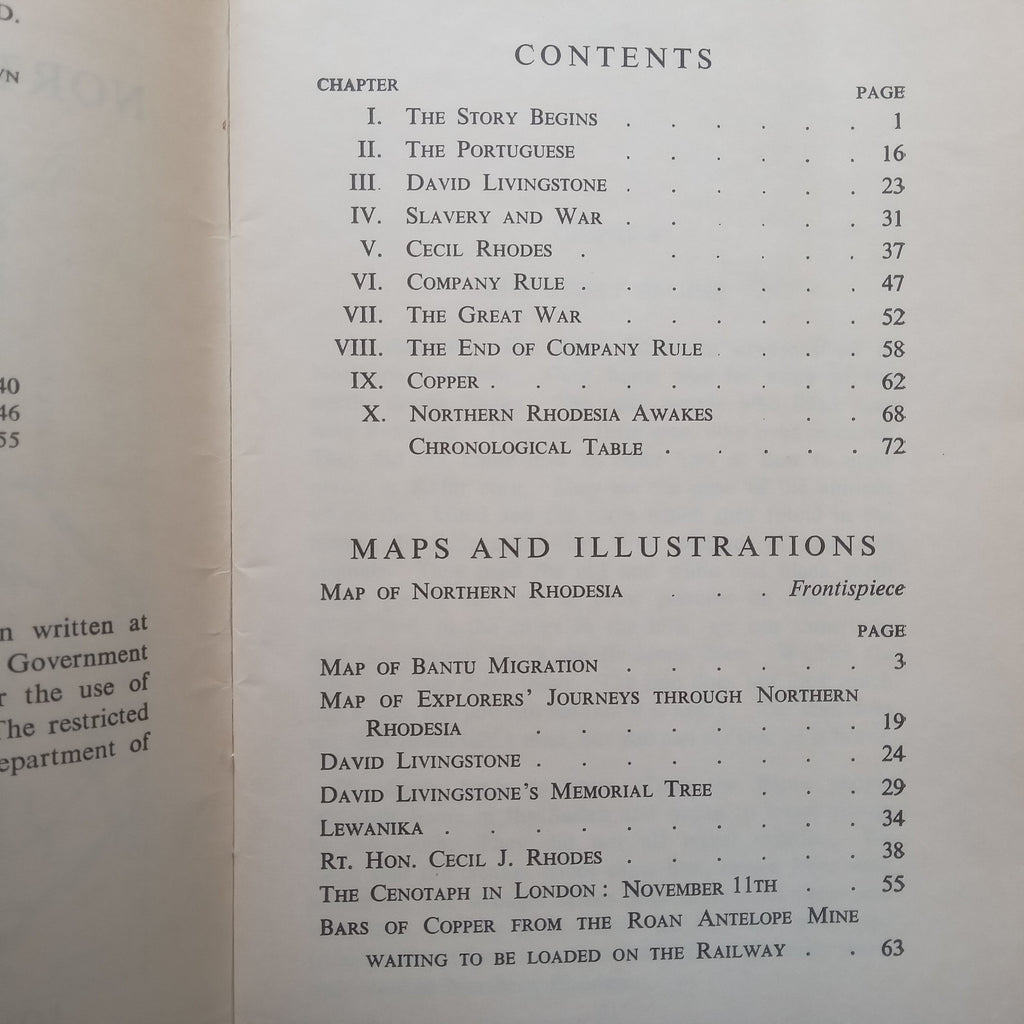 D.
WN
40
46
55
n written at
Government
r the use of
The restricted
epartment of
CONTENTS
CHAPTER PAGE
I. THE STORY BEGINS . . . . . . 1
II. THE PORTUGUESE . . . . . . 16
III. DAVID LIVINGSTONE . . . . . . 23
IV. SLAVERY AND WAR . . . . . . 31
V. CECIL RHODES . . . . . . 37
VI. COMPANY RULE . . . . . . . 47
VII. THE GREAT WAR . . . . . . 52
VIII. THE END OF COMPANY RULE . . . . 58
IX. COPPER . . . . . . . . . 62
X. NORTHERN RHODESIA AWAKES . . . 68
CHRONOLOGICAL TABLE . . . . . 72
MAPS AND ILLUSTRATIONS
MAP OF NORTHERN RHODESIA . . . Frontispiece
PAGE
MAP OF BANTU MIGRATION . . . . . . 3
MAP OF EXPLORERS' JOURNEYS THROUGH NORTHERN
RHODESIA . . . . . . . . 19
DAVID LIVINGSTONE . . . . . . . . 24
DAVID LIVINGSTONE'S MEMORIAL TREE . . . 29
LEWANIKA . . . . . . . . . . 34
RT. HON. CECIL J. RHODES . . . . . . 38
THE CENOTAPH IN LONDON: NOVEMBER 11TH . . 55
BARS OF COPPER FROM THE ROAN ANTELOPE MINE
WAITING TO BE LOADED ON THE RAILWAY . . 63